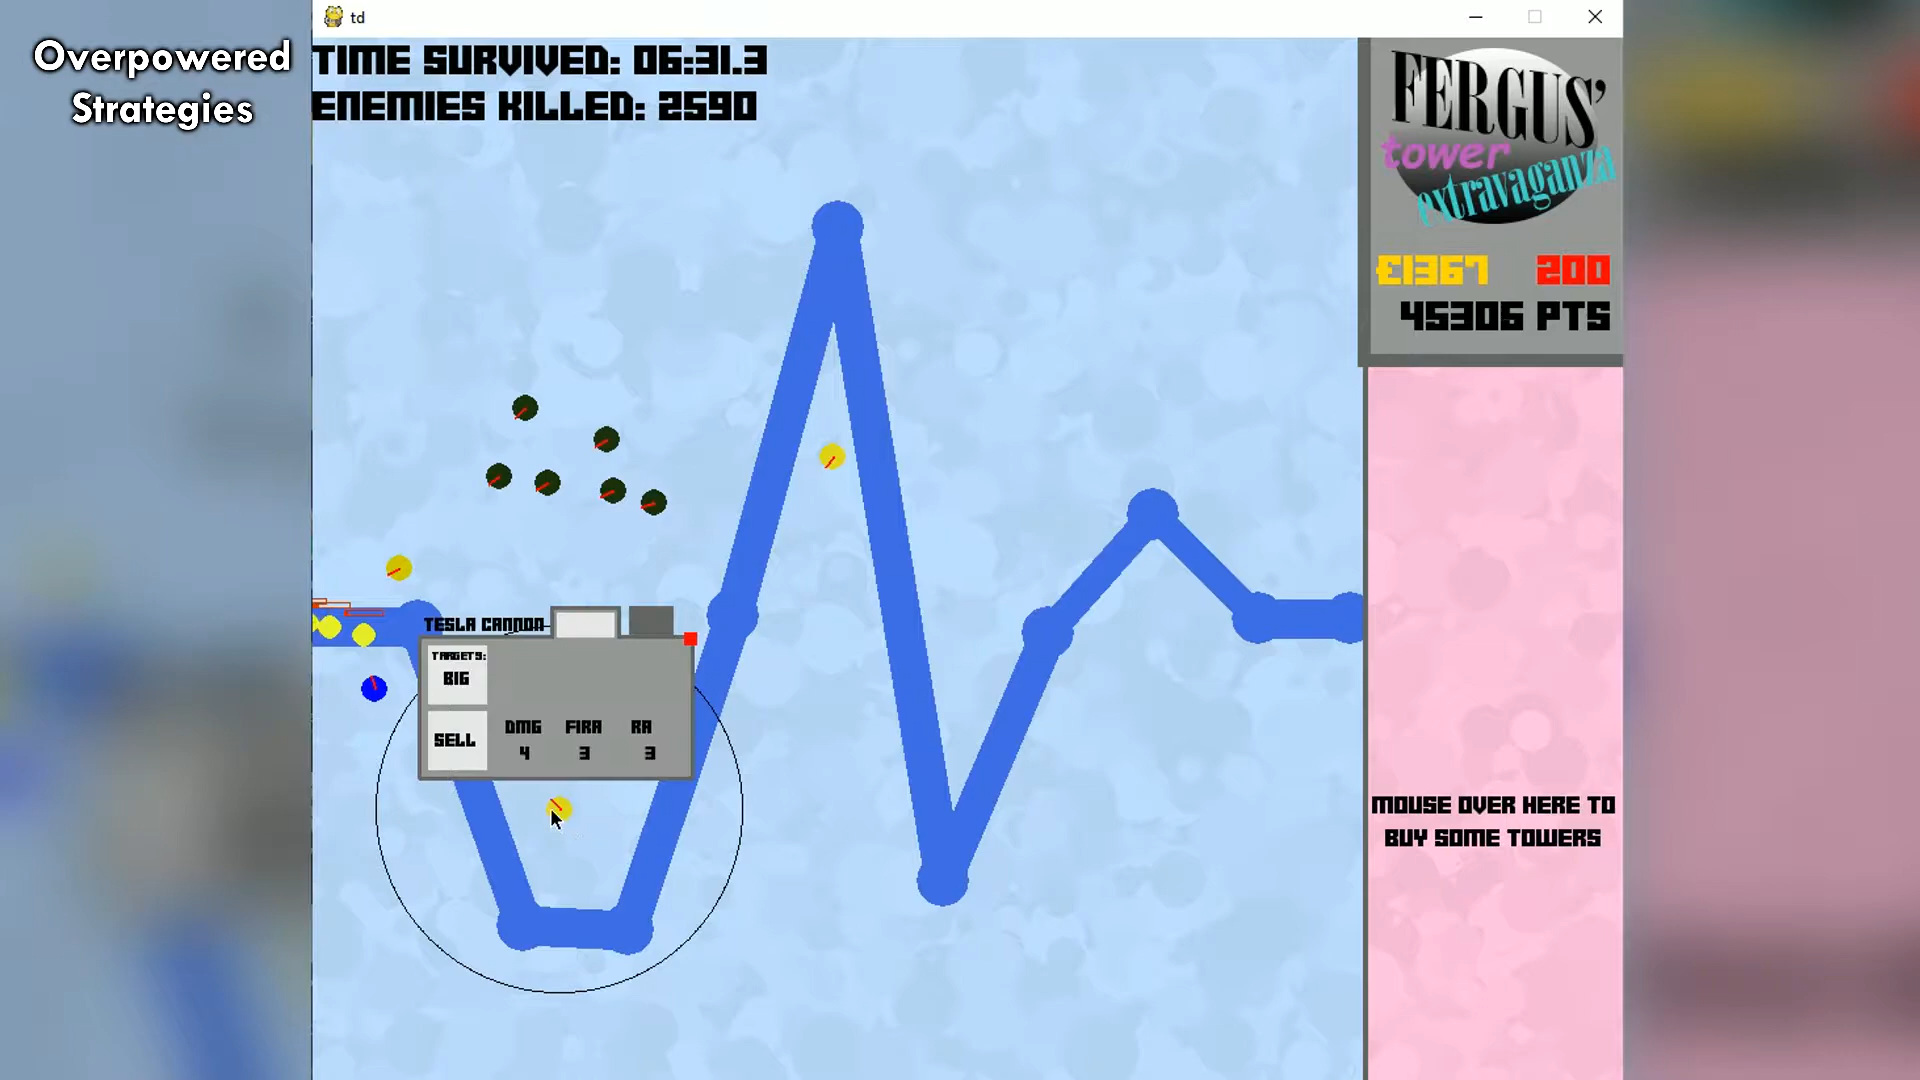 Overpowered
Strategies
td
TIME SURVIVED: 06:31.3
ENEMIES KILLED: 2590
FERGUS'
tower
extravaganza
£1367 200
45306 PTS
TESLA CANNON
TARGETS:
BIG
SELL
DMG FIRA RA
4 3 3
MOUSE OVER HERE TO
BUY SOME TOWERS